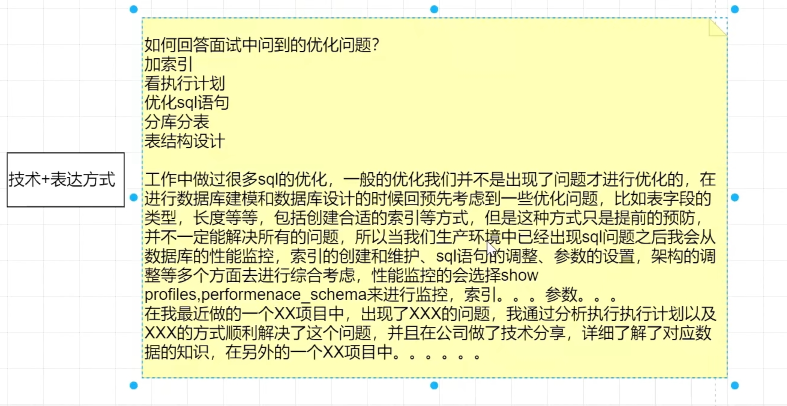 如何回答面试中问到的优化问题?
加索引
看执行计划
优化sql语句
分库分表
表结构设计
技术+表达方式
工作中做过很多sql的优化，一般的优化我们并不是出现了问题才进行优化的，在
进行数据库建模和数据库设计的时候回预先考虑到一些优化问题，比如表字段的
类型，长度等等，包括创建合适的索引等方式，但是这种方式只是提前的预防，
并不一定能解决所有的问题，所以当我们生产环境中已经出现sql问题之后我会从
数据库的性能监控，索引的创建和维护、sql语句的调整、参数的设置，架构的调
整等多个方面去进行综合考虑，性能监控的会选择show
profiles,performenace_schema来进行监控，索引。。。参数。。。
在我最近做的一个XX项目中，出现了XXX的问题，我通过分析执行执行计划以及
XXX的方式顺利解决了这个问题，并且在公司做了技术分享，详细了解了对应数
据的知识，在另外的一个XX项目中。。。。。。